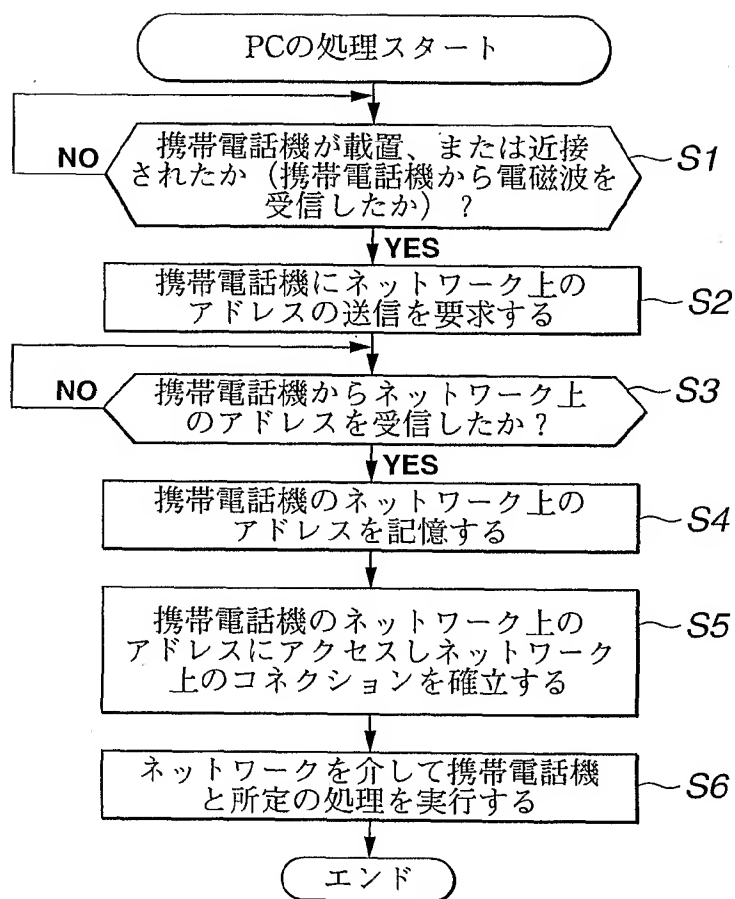 PCの処理スタート
携帯電話機が載置、または近接
されたか（携帯電話機から電磁波を
受信したか）？
NO
S1
YES
携帯電話機にネットワーク上の
アドレスの送信を要求する
S2
携帯電話機からネットワーク上
のアドレスを受信したか？
NO
S3
YES
携帯電話機のネットワーク上の
アドレスを記憶する
S4
携帯電話機のネットワーク上の
アドレスにアクセスしネットワーク
上のコネクションを確立する
S5
ネットワークを介して携帯電話機
と所定の処理を実行する
S6
エンド